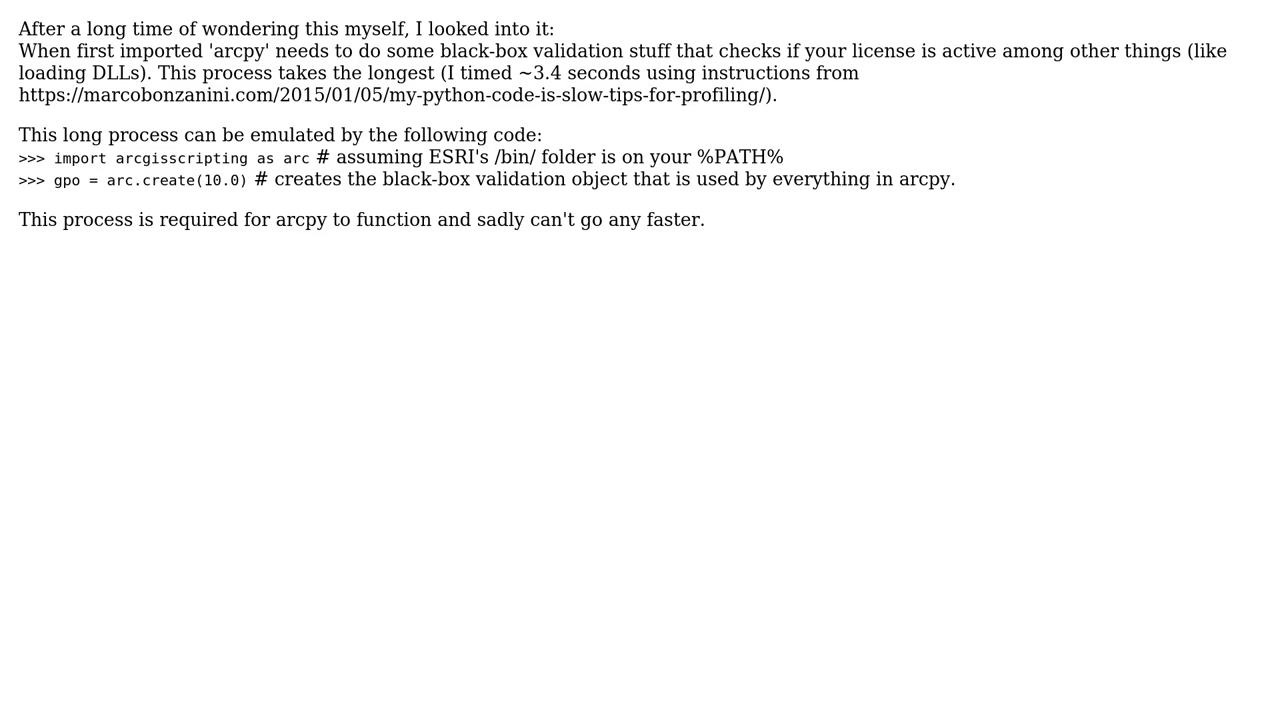 After a long time of wondering this myself, I looked into it:
When first imported 'arcpy' needs to do some black-box validation stuff that checks if your license is active among other things (like
loading DLLs). This process takes the longest (I timed ~3.4 seconds using instructions from
https://marcobonzanini.com/2015/01/05/my-python-code-is-slow-tips-for-profiling/).
This long process can be emulated by the following code:
>>> import arcgisscripting as arc # assuming ESRI's /bin/ folder is on your %PATH%
>>> gpo = arc.create(10.0) # creates the black-box validation object that is used by everything in arcpy.
This process is required for arcpy to function and sadly can't go any faster.